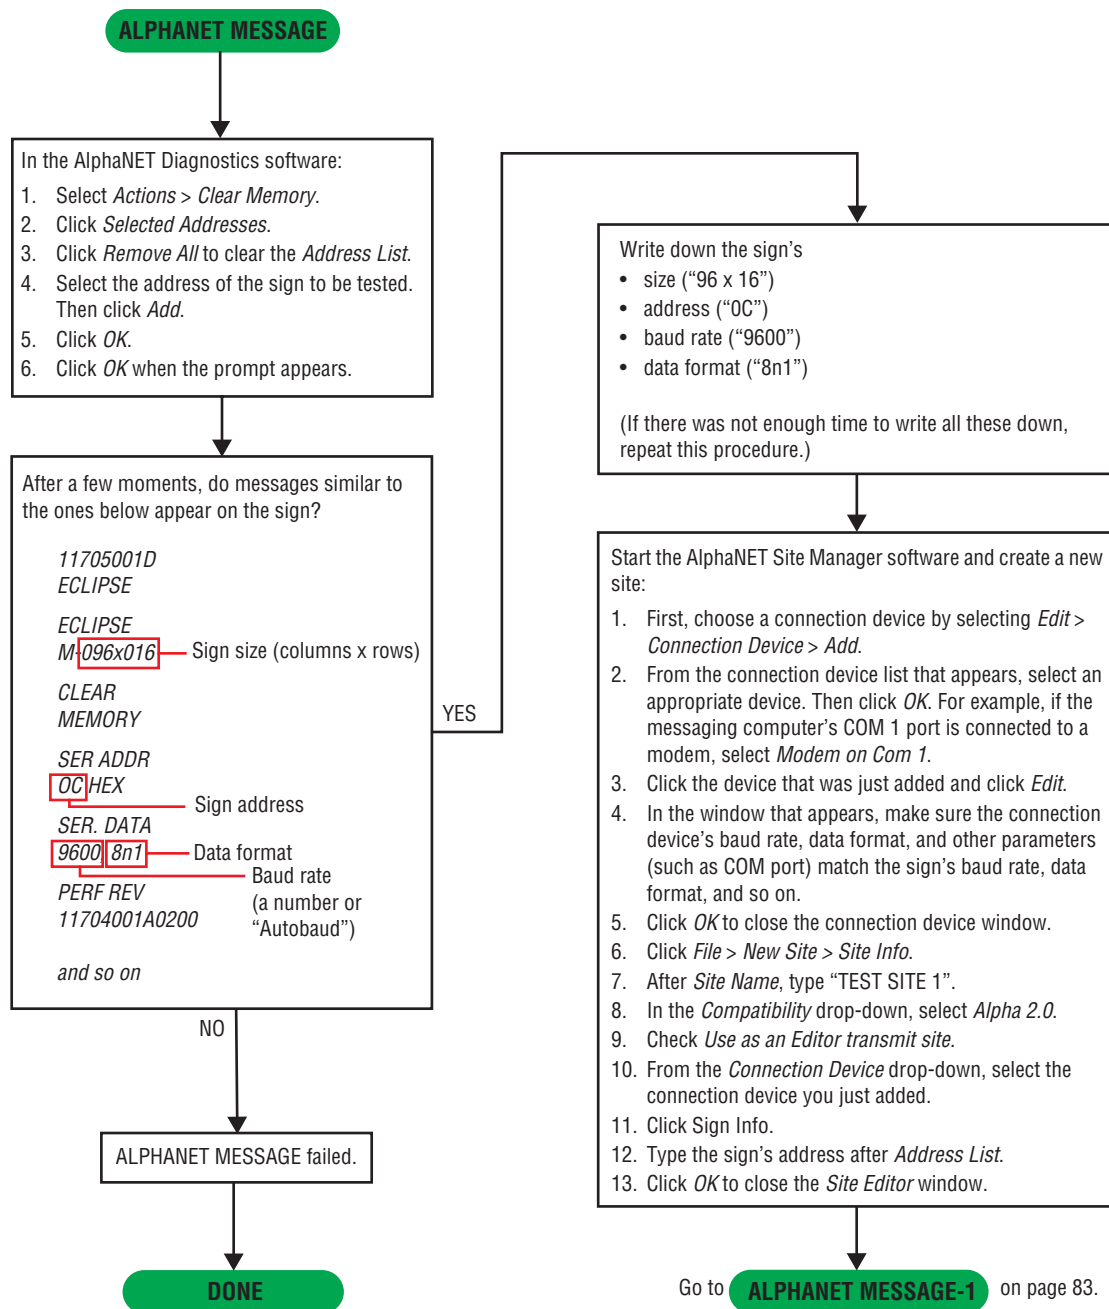 ALPHANET MESSAGE
In the AlphaNET Diagnostics software:
1. Select Actions > Clear Memory.
2. Click Selected Addresses.
3. Click Remove All to clear the Address List.
4. Select the address of the sign to be tested.
Then click Add.
5. Click OK.
6. Click OK when the prompt appears.
After a few moments, do messages similar to
the ones below appear on the sign?
11705001D
ECLIPSE
ECLIPSE
M-096x016 Sign size (columns x rows)
CLEAR
MEMORY
SER ADDR
0C HEX
Sign address
SER. DATA
9600, 8n1 Data format
Baud rate
(a number or
“Autobaud”)
PERF REV
11704001A0200
and so on
YES
NO
ALPHANET MESSAGE failed.
DONE
Write down the sign’s
• size (“96 x 16”)
• address (“0C”)
• baud rate (“9600”)
• data format (“8n1”)
(If there was not enough time to write all these down,
repeat this procedure.)
Start the AlphaNET Site Manager software and create a new
site:
1. First, choose a connection device by selecting Edit >
Connection Device > Add.
2. From the connection device list that appears, select an
appropriate device. Then click OK. For example, if the
messaging computer’s COM 1 port is connected to a
modem, select Modem on Com 1.
3. Click the device that was just added and click Edit.
4. In the window that appears, make sure the connection
device’s baud rate, data format, and other parameters
(such as COM port) match the sign’s baud rate, data
format, and so on.
5. Click OK to close the connection device window.
6. Click File > New Site > Site Info.
7. After Site Name, type “TEST SITE 1”.
8. In the Compatibility drop-down, select Alpha 2.0.
9. Check Use as an Editor transmit site.
10. From the Connection Device drop-down, select the
connection device you just added.
11. Click Sign Info.
12. Type the sign’s address after Address List.
13. Click OK to close the Site Editor window.
Go to ALPHANET MESSAGE-1 on page 83.